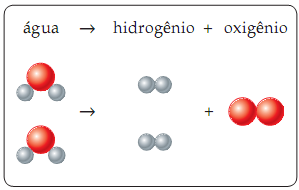 água → hidrogênio + oxigênio
→ +